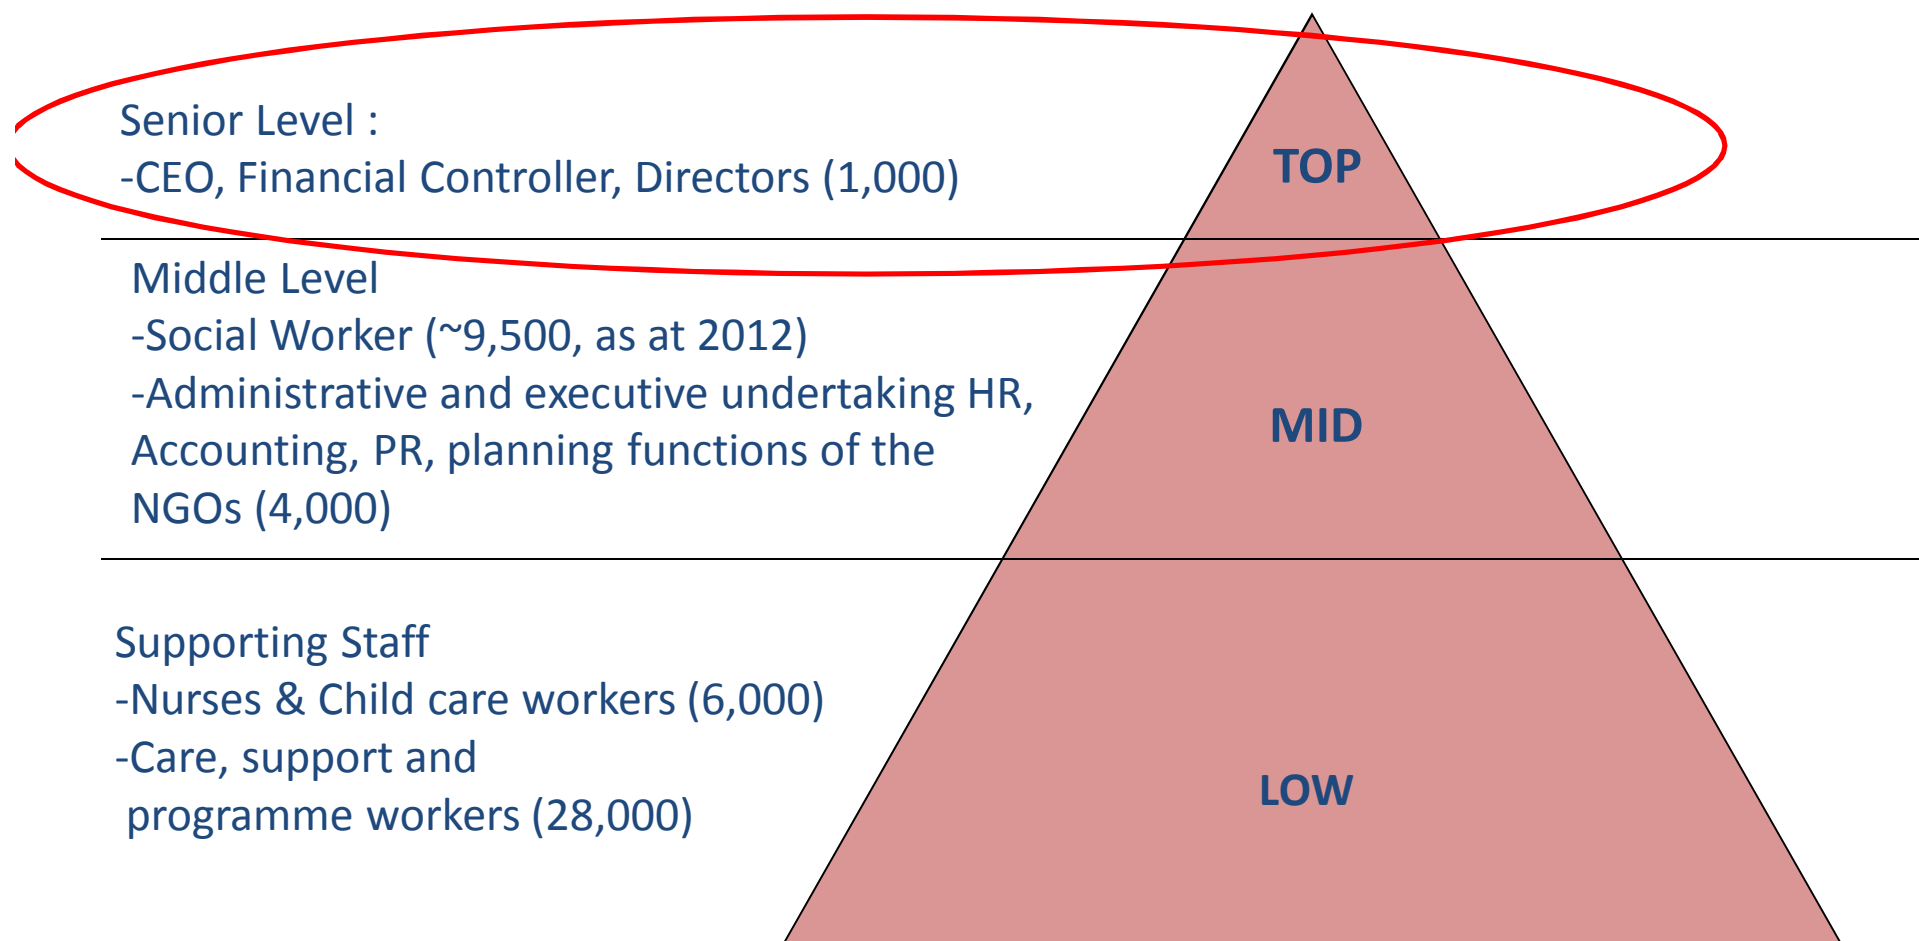 Senior Level :
-CEO, Financial Controller, Directors (1,000)
TOP
Middle Level
-Social Worker (~9,500, as at 2012)
-Administrative and executive undertaking HR,
Accounting, PR, planning functions of the
NGOs (4,000)
MID
Supporting Staff
-Nurses & Child care workers (6,000)
-Care, support and
programme workers (28,000)
LOW